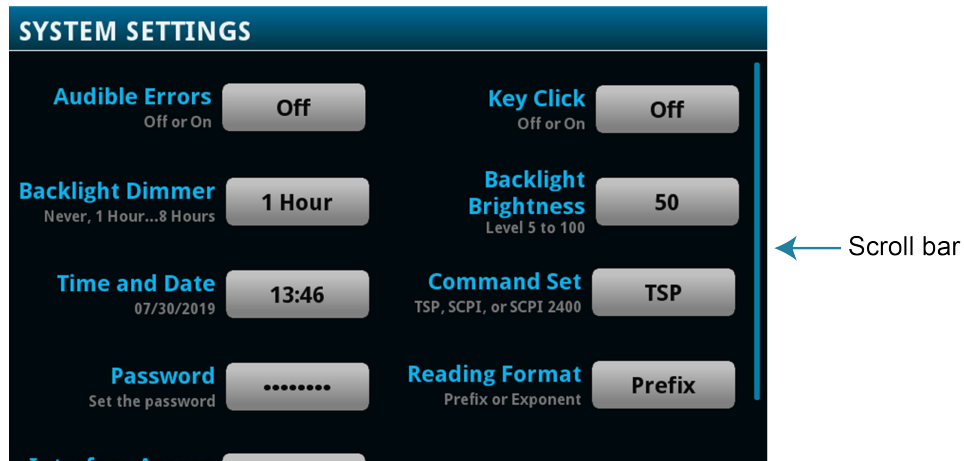 SYSTEM SETTINGS
Audible Errors
Off or On
Off
Key Click
Off or On
Off
Backlight Dimmer
Never, 1 Hour...8 Hours
1 Hour
Backlight
Brightness
Level 5 to 100
50
Scroll bar
Time and Date
07/30/2019
13:46
Command Set
TSP, SCPI, or SCPI 2400
TSP
Password
Set the password
••••••••
Reading Format
Prefix or Exponent
Prefix